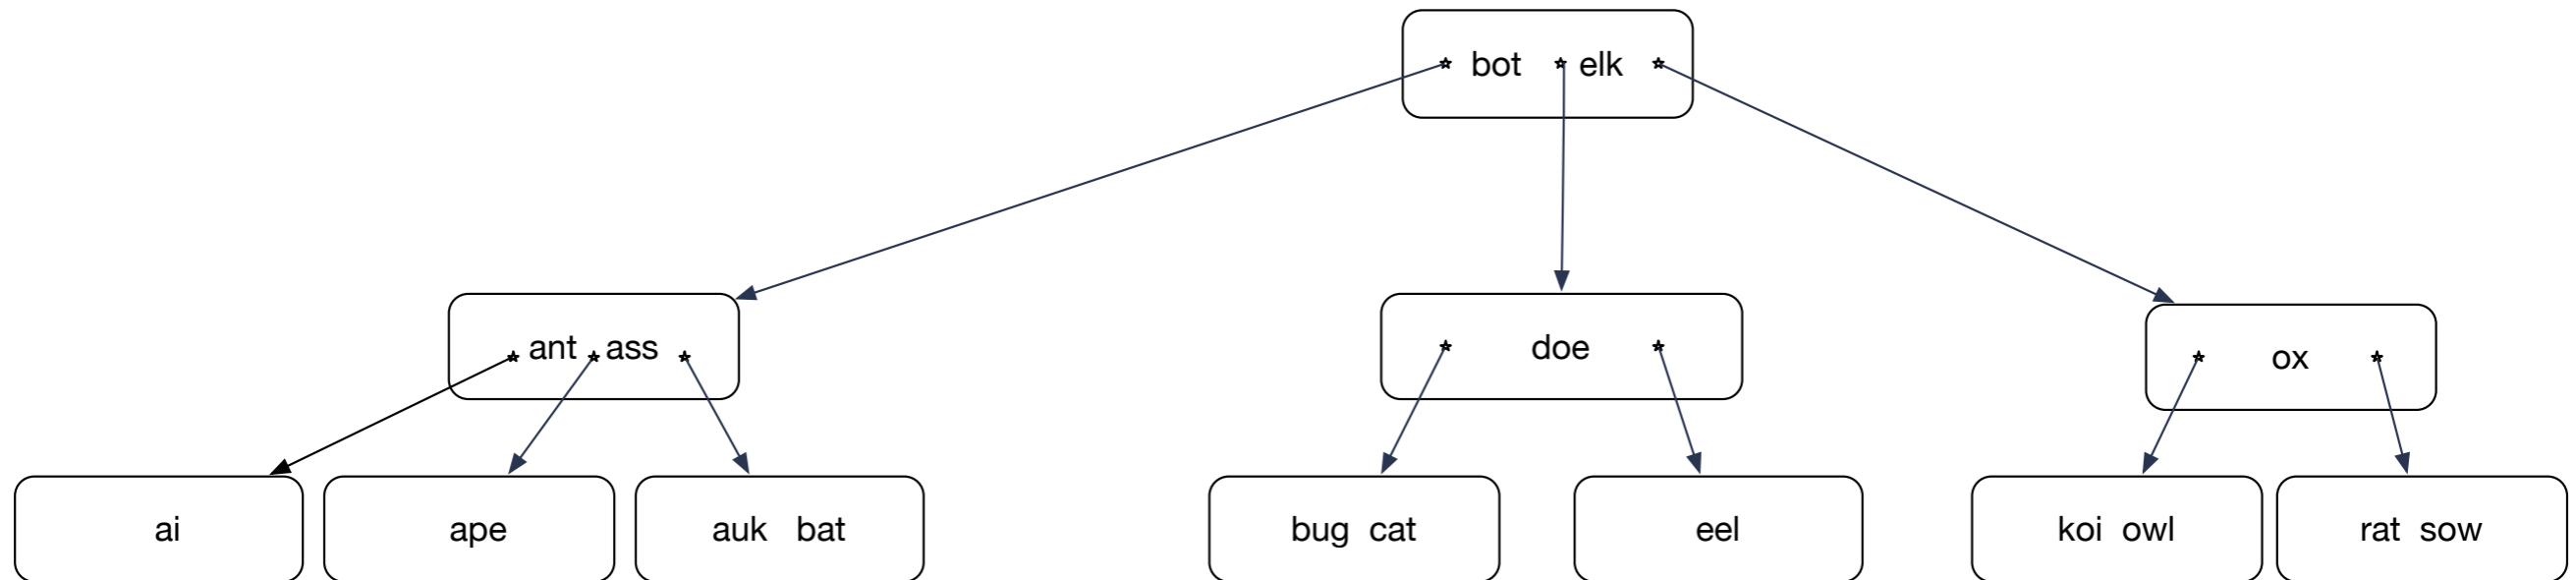 bot elk
ant ass
doe
ox
ai
ape
auk bat
bug cat
eel
koi owl
rat sow